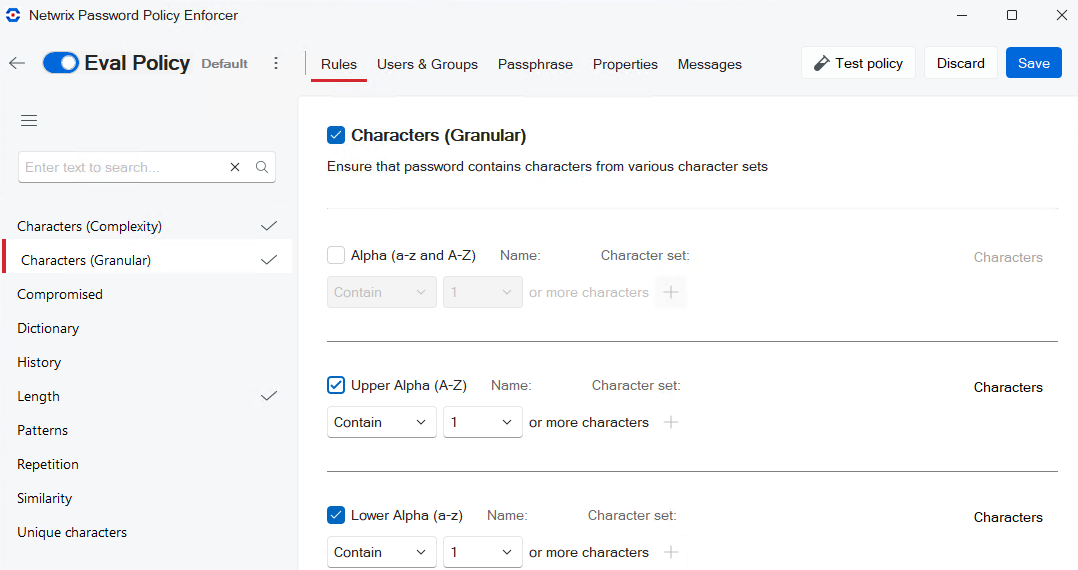 Netwrix Password Policy Enforcer
Eval Policy Default
Rules Users & Groups Passphrase Properties Messages Test policy Discard Save
Enter text to search...
Characters (Complexity)
Characters (Granular)
Compromised
Dictionary
History
Length
Patterns
Repetition
Similarity
Unique characters
Characters (Granular)
Ensure that password contains characters from various character sets
Alpha (a-z and A-Z) Name: Character set: Characters
Contain 1 or more characters
Upper Alpha (A-Z) Name: Character set: Characters
Contain 1 or more characters
Lower Alpha (a-z) Name: Character set: Characters
Contain 1 or more characters